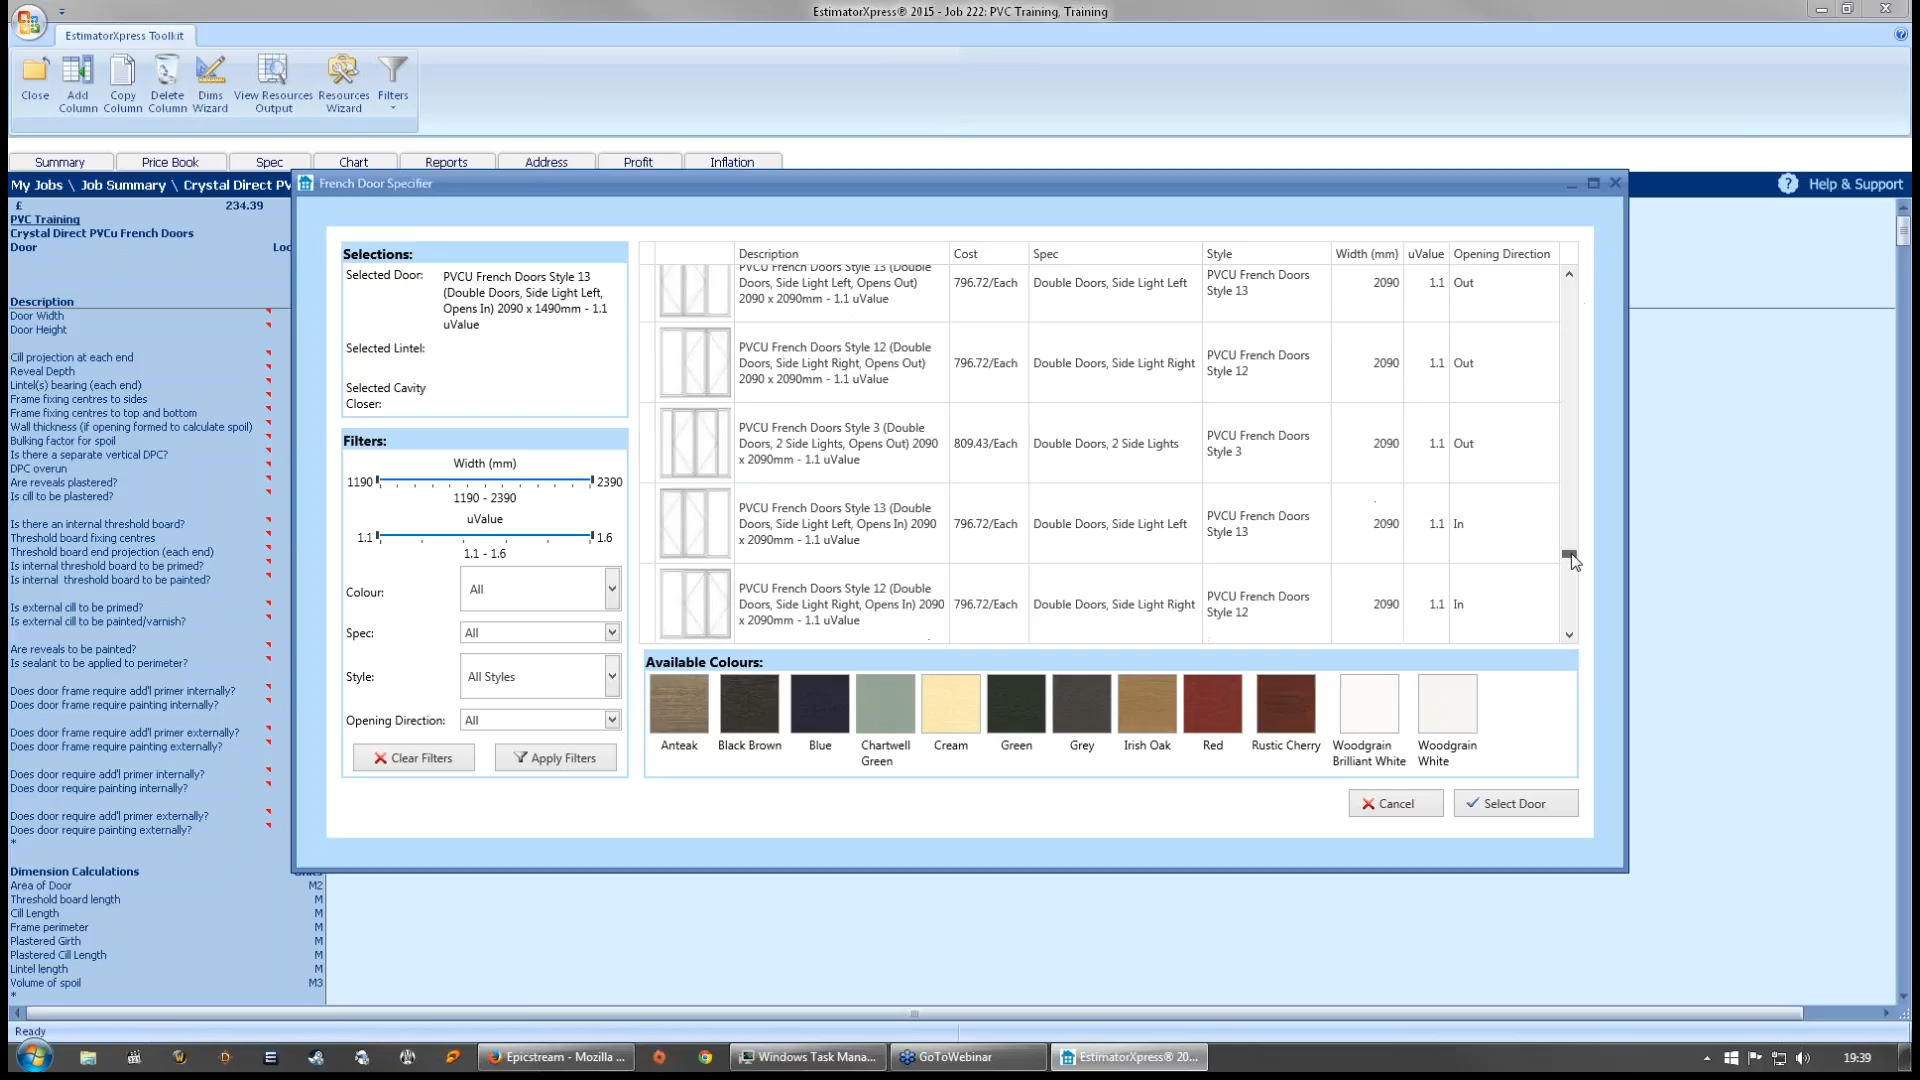 EstimatorXpress® 2015 - Job 222: PVC Training, Training
EstimatorXpress Toolkit
Close
Add Column
Copy Column
Delete Column
Dims Wizard
View Resources Output
Resources Wizard
Filters
Summary
Price Book
Spec
Chart
Reports
Address
Profit
Inflation
My Jobs \ Job Summary \ Crystal Direct PV
Help & Support
£ 234.39
PVC Training
Crystal Direct PVCu French Doors
Door Loc
Description
Door Width
Door Height
Cill projection at each end
Reveal Depth
Lintel(s) bearing (each end)
Frame fixing centres to sides
Frame fixing centres to top and bottom
Wall thickness (if opening formed to calculate spoil)
Bulking factor for spoil
Is there a separate vertical DPC?
DPC overun
Are reveals plastered?
Is cill to be plastered?
Is there an internal threshold board?
Threshold board fixing centres
Threshold board end projection (each end)
Is internal threshold board to be primed?
Is internal threshold board to be painted?
Is external cill to be primed?
Is external cill to be painted/varnish?
Are reveals to be painted?
Is sealant to be applied to perimeter?
Does door frame require add'l primer internally?
Does door frame require painting internally?
Does door frame require add'l primer externally?
Does door frame require painting externally?
Does door require add'l primer internally?
Does door require painting internally?
Does door require add'l primer externally?
Does door require painting externally?
*
Dimension Calculations
Area of Door M2
Threshold board length M
Cill Length M
Frame perimeter M
Plastered Girth M
Plastered Cill Length M
Lintel length M
Volume of spoil M3
*
French Door Specifier
Selections:
Selected Door: PVCU French Doors Style 13
(Double Doors, Side Light Left,
Opens In) 2090 x 1490mm - 1.1
uValue
Selected Lintel:
Selected Cavity
Closer:
Filters:
Width (mm)
1190 2390
1190 - 2390
uValue
1.1 1.6
1.1 - 1.6
Colour: All
Spec: All
Style: All Styles
Opening Direction: All
Clear Filters
Apply Filters
Description Cost Spec Style Width (mm) uValue Opening Direction
PVCU French Doors Style 13 (Double
Doors, Side Light Left, Opens Out)
2090 x 2090mm - 1.1 uValue
796.72/Each
Double Doors, Side Light Left
PVCU French Doors
Style 13
2090
1.1
Out
PVCU French Doors Style 12 (Double
Doors, Side Light Right, Opens Out)
2090 x 2090mm - 1.1 uValue
796.72/Each
Double Doors, Side Light Right
PVCU French Doors
Style 12
2090
1.1
Out
PVCU French Doors Style 3 (Double
Doors, 2 Side Lights, Opens Out) 2090
x 2090mm - 1.1 uValue
809.43/Each
Double Doors, 2 Side Lights
PVCU French Doors
Style 3
2090
1.1
Out
PVCU French Doors Style 13 (Double
Doors, Side Light Left, Opens In) 2090
x 2090mm - 1.1 uValue
796.72/Each
Double Doors, Side Light Left
PVCU French Doors
Style 13
2090
1.1
In
PVCU French Doors Style 12 (Double
Doors, Side Light Right, Opens In) 2090
x 2090mm - 1.1 uValue
796.72/Each
Double Doors, Side Light Right
PVCU French Doors
Style 12
2090
1.1
In
Available Colours:
Anteak
Black Brown
Blue
Chartwell
Green
Cream
Green
Grey
Irish Oak
Red
Rustic Cherry
Woodgrain
Brilliant White
Woodgrain
White
Cancel
Select Door
Ready
Epicstream - Mozilla ...
Windows Task Mana...
GoToWebinar
EstimatorXpress® 20...
19:39